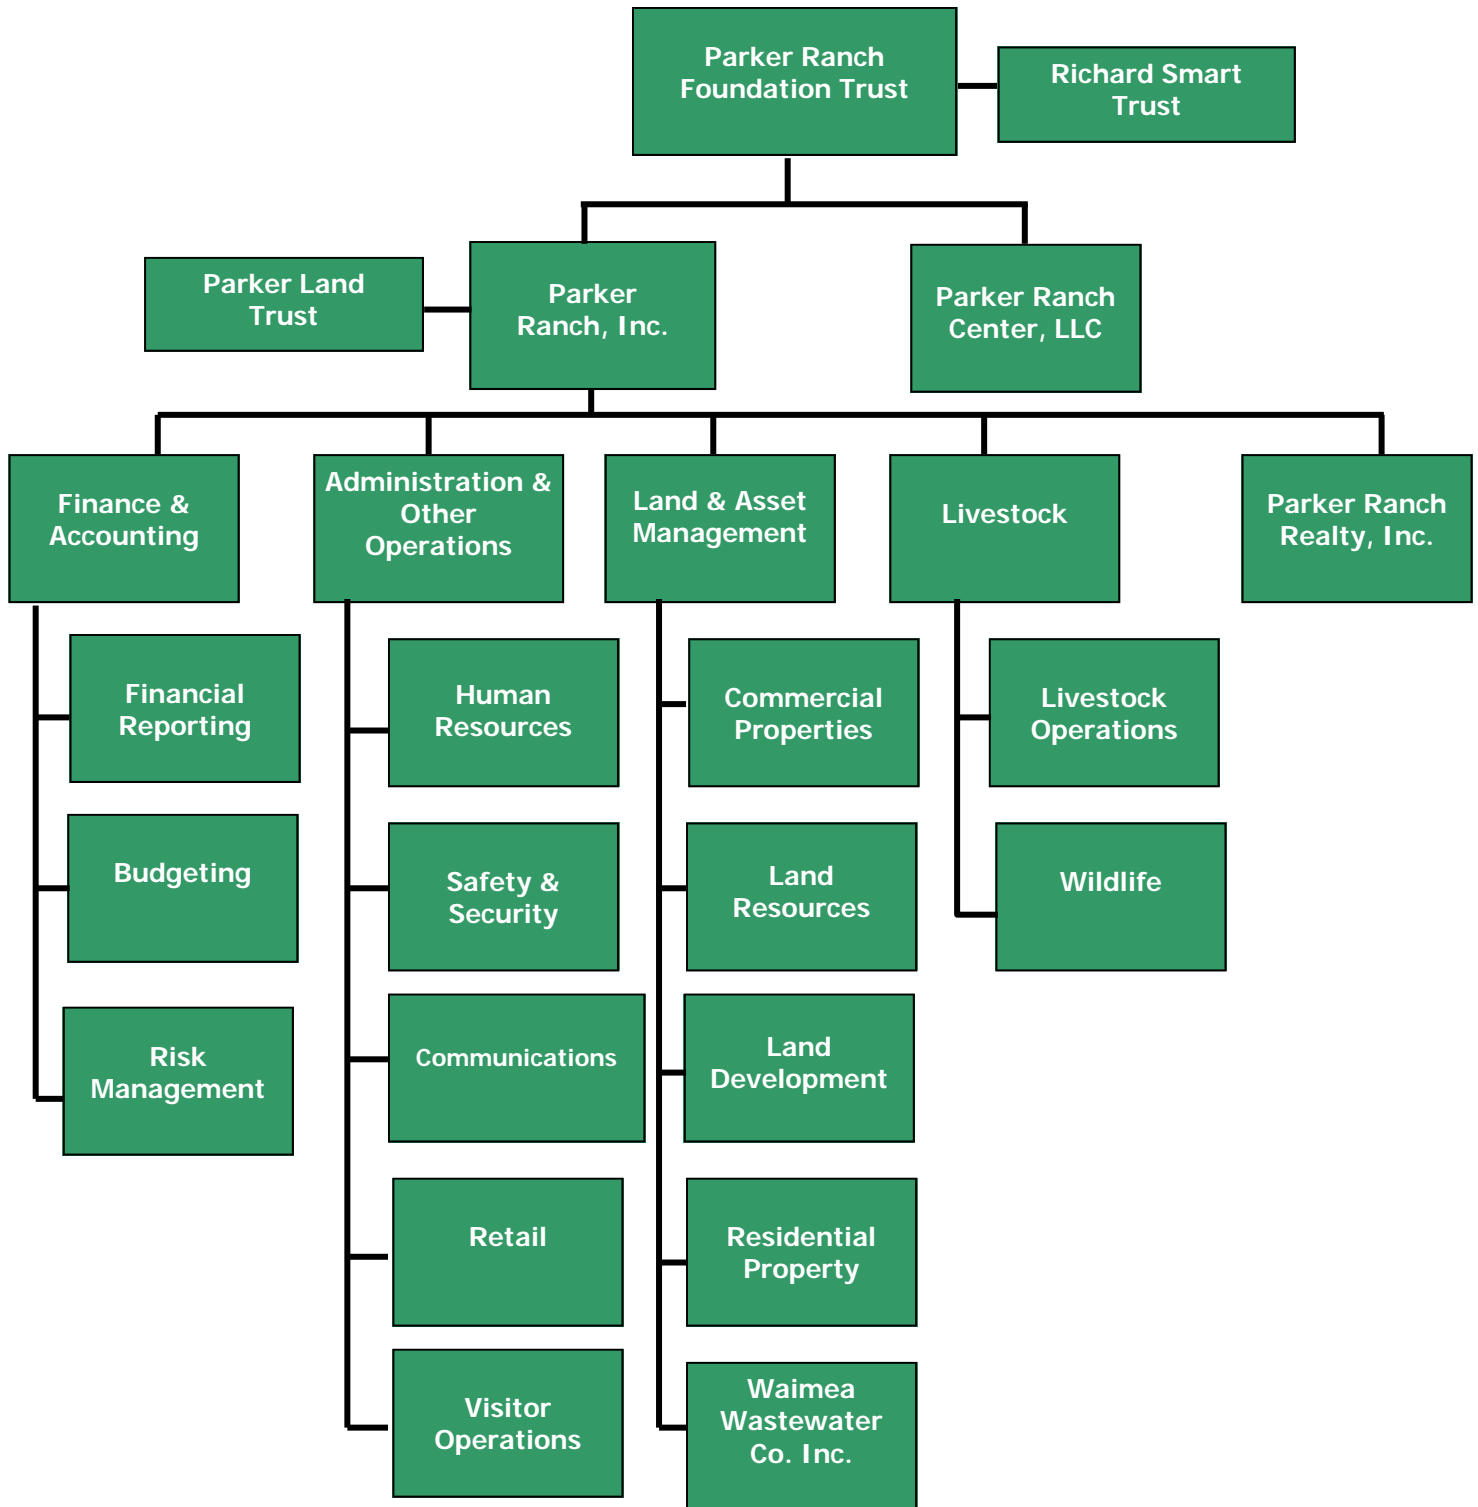 Parker Ranch
Foundation Trust
Richard Smart
Trust
Parker Land
Trust
Parker
Ranch, Inc.
Parker Ranch
Center, LLC
Finance &
Accounting
Administration &
Other
Operations
Land & Asset
Management
Livestock
Parker Ranch
Realty, Inc.
Financial
Reporting
Human
Resources
Commercial
Properties
Livestock
Operations
Budgeting
Safety &
Security
Land
Resources
Wildlife
Risk
Management
Communications
Land
Development
Retail
Residential
Property
Visitor
Operations
Waimea
Wastewater
Co. Inc.